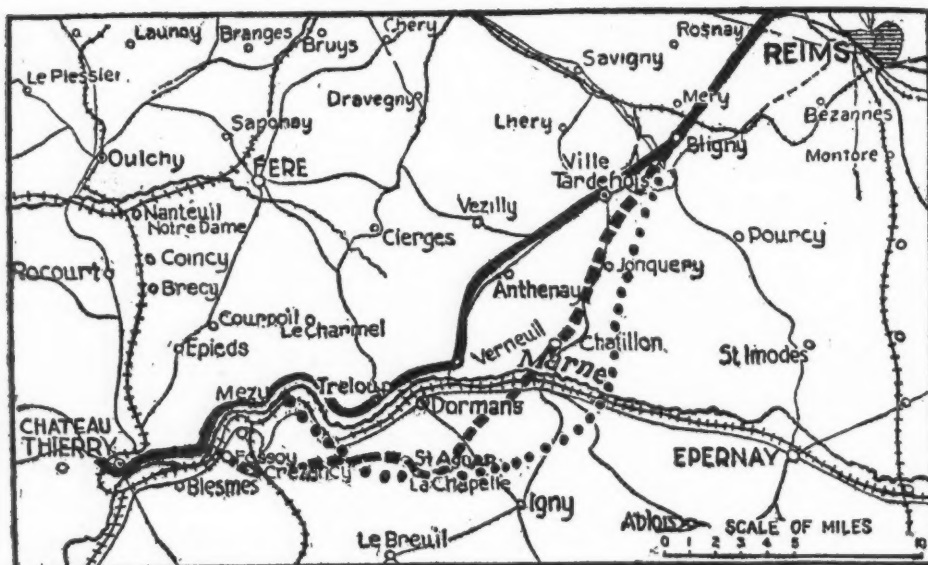 Launay
Branges
Bruys
Chery
Rosnay
REIMS
Savigny
Le Plessier
Dravegny
Mery
Bezannes
Saponay
Lhery
Bligny
Oulchy
FERE
Ville
Tardenois
Montore
Nanteuil
Notre Dame
Vezilly
Cierges
Pourcy
Coincy
Rocourt
Jonquery
Anthenay
Brecy
Courpoil
Le Charmel
Epieds
Verneuil
Chatillon
St Imodes
Marne
Mezy
Treloup
Dormans
CHATEAU
THIERRY
Fossoy
Crezancy
St Agnan
La Chapelle
EPERNAY
Blesmes
Igny
Ablois
SCALE OF MILES
Le Breuil
0 1 2 3 4 5 10